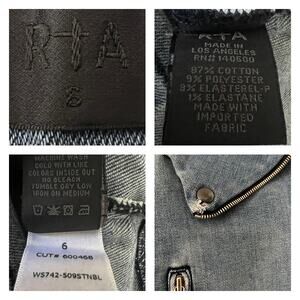 R†A
6
R†A
MADE IN
LOS ANGELES
RN# 140600
87% COTTON
9% POLYESTER
3% ELASTEREL-P
1% ELASTANE
MADE WITH
IMPORTED
FABRIC
MACHINE WASH
COLD WITH LIKE
COLORS INSIDE OUT
NO BLEACH
TUMBLE DRY LOW
IRON ON MEDIUM
6
CUT# 600468
WS742-509STNBL